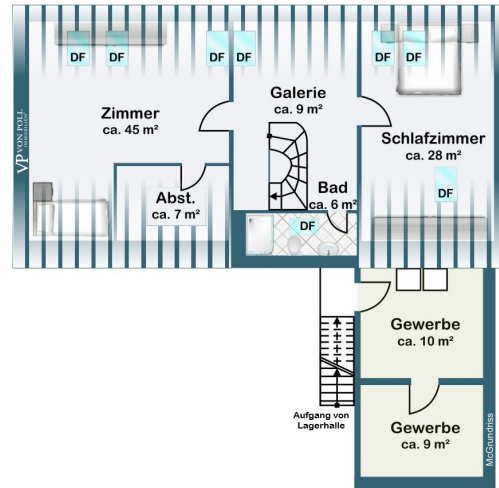 DF
DF
DF
DF
DF
DF
Zimmer
ca. 45 m²
Galerie
ca. 9 m²
Schlafzimmer
ca. 28 m²
DF
Abst.
ca. 7 m²
Bad
ca. 6 m²
DF
VP VON POLL
IMMOBILIEN
Gewerbe
ca. 10 m²
Aufgang von
Lagerhalle
Gewerbe
ca. 9 m²
McGrundriss